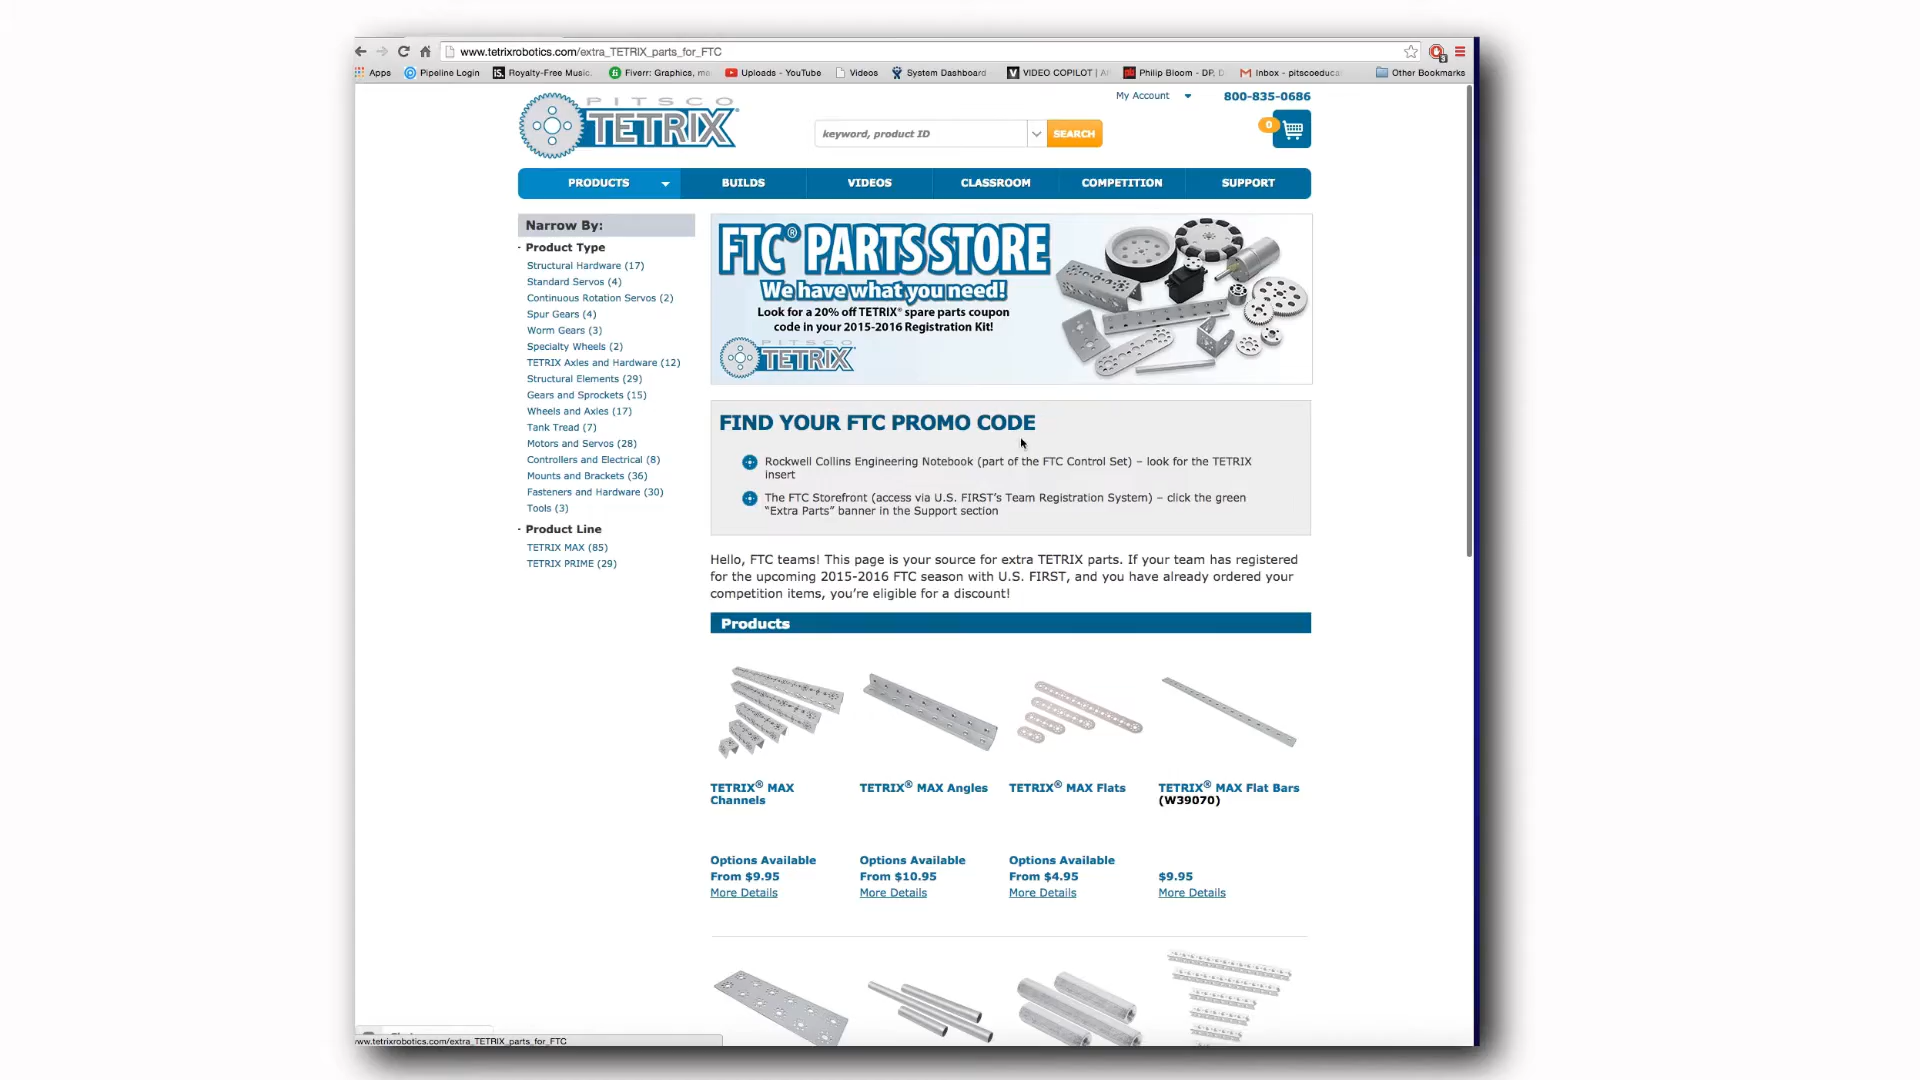 www.tetrixrobotics.com/extra_TETRIX_parts_for_FTC
Apps Pipeline Login Royalty-Free Music. Fiverr: Graphics, ma Uploads - YouTube Videos System Dashboard VIDEO COPILOT | Philip Bloom - DP, D Inbox - pitscoeduca Other Bookmarks
My Account 800-835-0686
PITSCO
TETRIX
keyword, product ID SEARCH 0
PRODUCTS BUILDS VIDEOS CLASSROOM COMPETITION SUPPORT
Narrow By:
Product Type
Structural Hardware (17)
Standard Servos (4)
Continuous Rotation Servos (2)
Spur Gears (4)
Worm Gears (3)
Specialty Wheels (2)
TETRIX Axles and Hardware (12)
Structural Elements (29)
Gears and Sprockets (15)
Wheels and Axles (17)
Tank Tread (7)
Motors and Servos (28)
Controllers and Electrical (8)
Mounts and Brackets (36)
Fasteners and Hardware (30)
Tools (3)
Product Line
TETRIX MAX (85)
TETRIX PRIME (29)
FTC® PARTS STORE
We have what you need!
Look for a 20% off TETRIX® spare parts coupon
code in your 2015-2016 Registration Kit!
PITSCO
TETRIX
FIND YOUR FTC PROMO CODE
Rockwell Collins Engineering Notebook (part of the FTC Control Set) – look for the TETRIX
insert
The FTC Storefront (access via U.S. FIRST’s Team Registration System) – click the green
“Extra Parts” banner in the Support section
Hello, FTC teams! This page is your source for extra TETRIX parts. If your team has registered
for the upcoming 2015-2016 FTC season with U.S. FIRST, and you have already ordered your
competition items, you’re eligible for a discount!
Products
TETRIX® MAX
Channels
Options Available
From $9.95
More Details
TETRIX® MAX Angles
Options Available
From $10.95
More Details
TETRIX® MAX Flats
Options Available
From $4.95
More Details
TETRIX® MAX Flat Bars
(W39070)
$9.95
More Details
www.tetrixrobotics.com/extra_TETRIX_parts_for_FTC